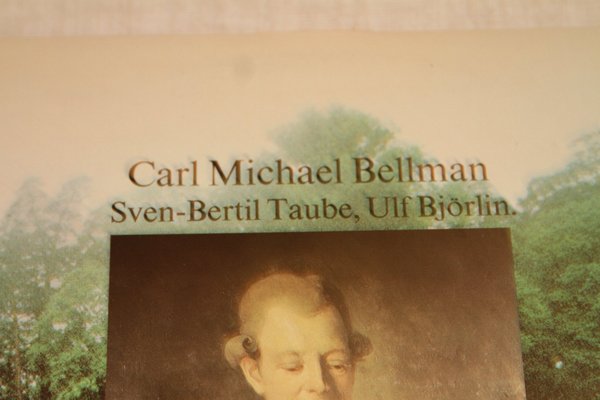 Carl Michael Bellman
Sven-Bertil Taube, Ulf Björlin.